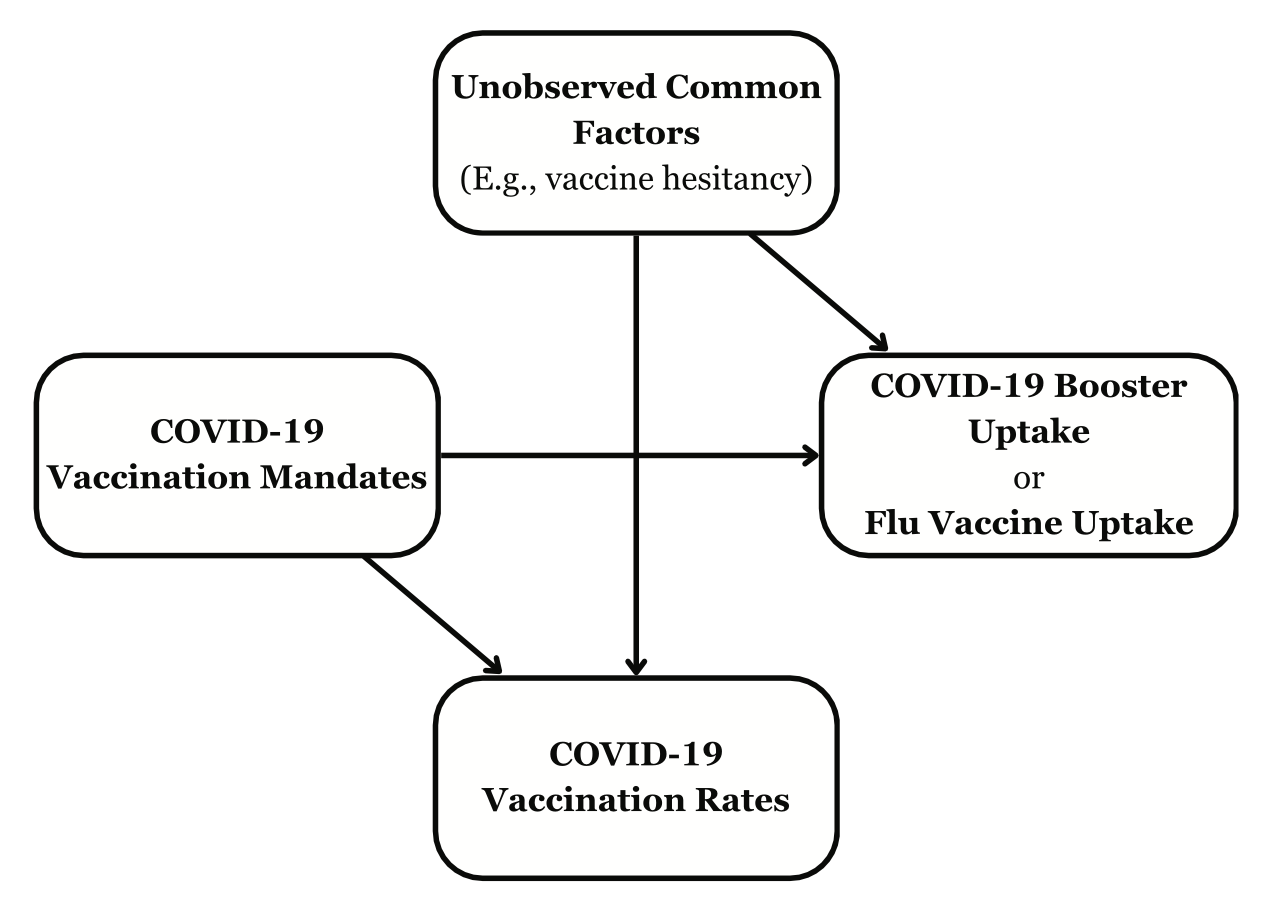 Unobserved Common
Factors
(E.g., vaccine hesitancy)
COVID-19
Vaccination Mandates
COVID-19 Booster
Uptake
or
Flu Vaccine Uptake
COVID-19
Vaccination Rates